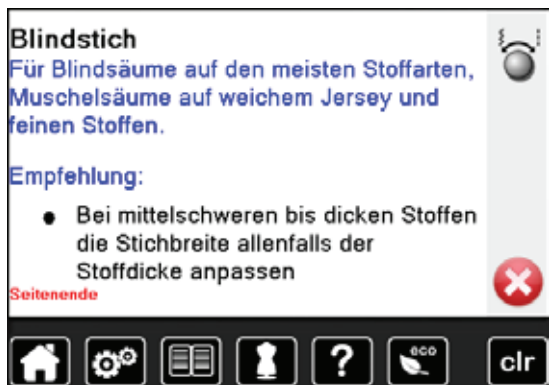 Blindstich
Für Blindsäume auf den meisten Stoffarten,
Muschelsäume auf weichem Jersey und
feinen Stoffen.
Empfehlung:
● Bei mittelschweren bis dicken Stoffen
die Stichbreite allenfalls der
Stoffdicke anpassen
Seitenende
? eco clr